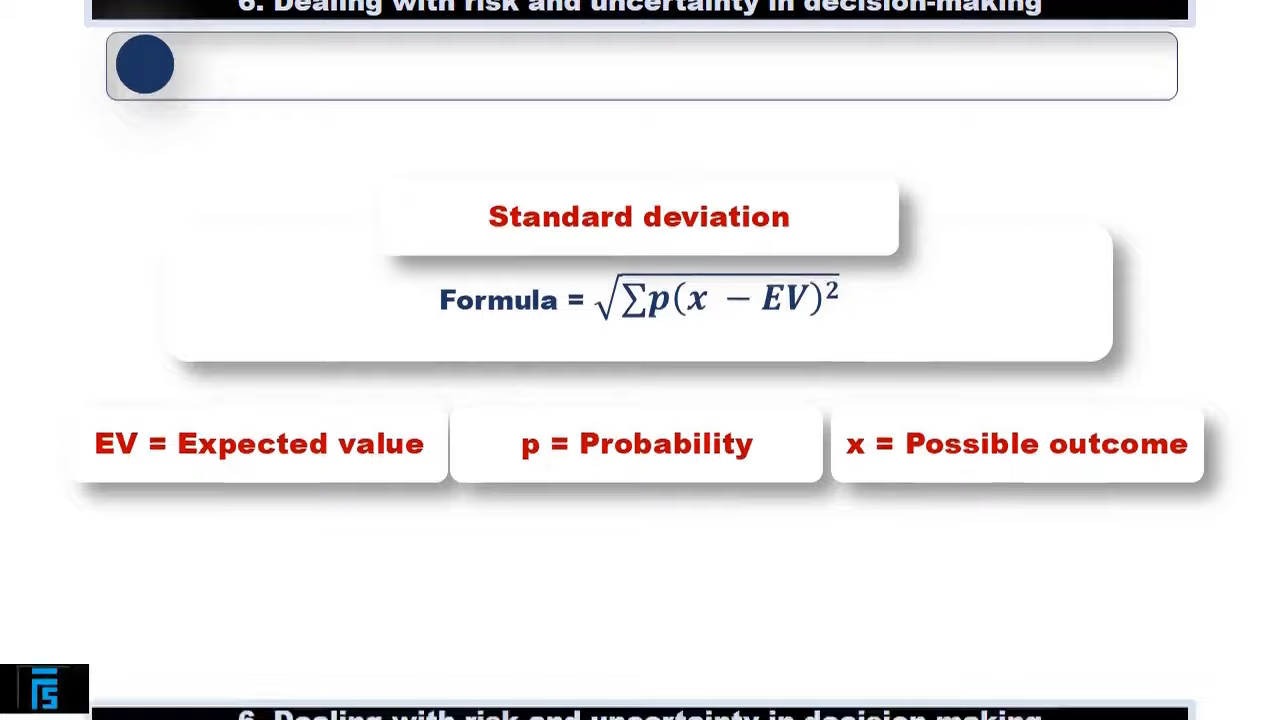 6. Dealing with risk and uncertainty in decision-making
Standard deviation
Formula = √∑p(x − EV)²
EV = Expected value
p = Probability
x = Possible outcome
6. Dealing with risk and uncertainty in decision-making